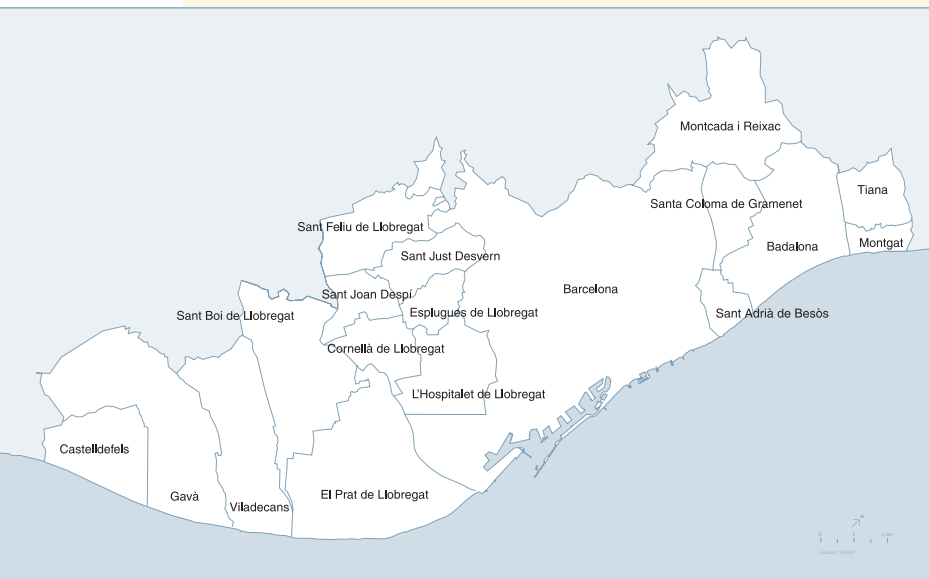 Montcada i Reixac
Tiana
Santa Coloma de Gramenet
Sant Feliu de Llobregat
Montgat
Badalona
Sant Just Desvern
Barcelona
Sant Joan Despí
Sant Boi de Llobregat
Esplugues de Llobregat
Sant Adrià de Besòs
Cornellà de Llobregat
L'Hospitalet de Llobregat
Castelldefels
El Prat de Llobregat
Gavà
Viladecans